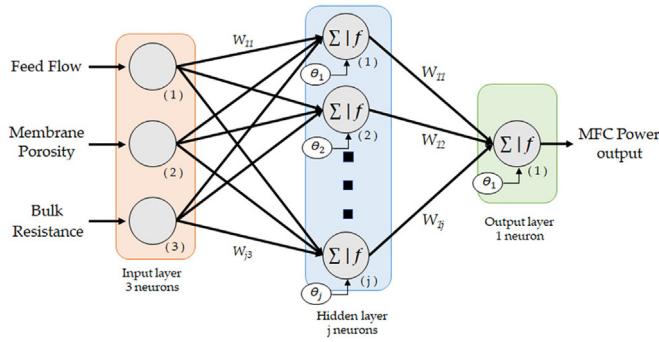 Feed Flow
Membrane
Porosity
Bulk
Resistance
(1)
(2)
(3)
Input layer
3 neurons
W11
Wj3
Σ | f
(1)
θ1
Σ | f
(2)
θ2
Σ | f
(j)
θj
Hidden layer
j neurons
W11
W12
W1j
Σ | f
(1)
θ1
Output layer
1 neuron
MFC Power
output